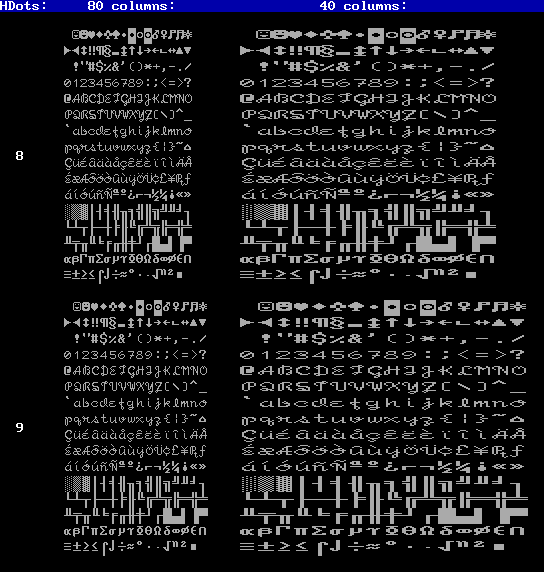 HDots: 80 columns: 40 columns:
☺☻♥♦♣♠•◘○◙♂♀♪♫☼ ☺☻♥♦♣♠•◘○◙♂♀♪♫☼
►◄↕‼¶§▬↨↑↓→←∟↔▲▼ ►◄↕‼¶§▬↨↑↓→←∟↔▲▼
!"#$%&'()*+,-./ !"#$%&'()*+,-./
0123456789:;<=>? 0123456789:;<=>?
@ABCDEFGHIJKLMNO @ABCDEFGHIJKLMNO
PQRSTUVWXYZ[\]^_ PQRSTUVWXYZ[\]^_
`abcdefghijklmno `abcdefghijklmno
8
pqrstuvwxyz{|}~⌂ pqrstuvwxyz{|}~⌂
ÇüéâäàåçêëèïîìÄÅ ÇüéâäàåçêëèïîìÄÅ
ÉæÆôöòûùÿÖÜ¢£¥₧ƒ ÉæÆôöòûùÿÖÜ¢£¥₧ƒ
áíóúñÑªº¿⌐¬½¼¡«» áíóúñÑªº¿⌐¬½¼¡«»
░▒▓│┤╡╢╖╕╣║╗╝╜╛┐ ░▒▓│┤╡╢╖╕╣║╗╝╜╛┐
└┴┬├─┼╞╟╚╔╩╦╠═╬╧ └┴┬├─┼╞╟╚╔╩╦╠═╬╧
╨╤╥╙╘╒╓╫╪┘┌█▄▌▐▀ ╨╤╥╙╘╒╓╫╪┘┌█▄▌▐▀
αßΓπΣσµτΦΘΩδ∞φε∩ αßΓπΣσµτΦΘΩδ∞φε∩
≡±≥≤⌠⌡÷≈°∙·√ⁿ²■ ≡±≥≤⌠⌡÷≈°∙·√ⁿ²■
☺☻♥♦♣♠•◘○◙♂♀♪♫☼ ☺☻♥♦♣♠•◘○◙♂♀♪♫☼
►◄↕‼¶§▬↨↑↓→←∟↔▲▼ ►◄↕‼¶§▬↨↑↓→←∟↔▲▼
!"#$%&'()*+,-./ !"#$%&'()*+,-./
0123456789:;<=>? 0123456789:;<=>?
@ABCDEFGHIJKLMNO @ABCDEFGHIJKLMNO
PQRSTUVWXYZ[\]^_ PQRSTUVWXYZ[\]^_
`abcdefghijklmno `abcdefghijklmno
pqrstuvwxyz{|}~⌂ pqrstuvwxyz{|}~⌂
9
ÇüéâäàåçêëèïîìÄÅ ÇüéâäàåçêëèïîìÄÅ
ÉæÆôöòûùÿÖÜ¢£¥₧ƒ ÉæÆôöòûùÿÖÜ¢£¥₧ƒ
áíóúñÑªº¿⌐¬½¼¡«» áíóúñÑªº¿⌐¬½¼¡«»
░▒▓│┤╡╢╖╕╣║╗╝╜╛┐ ░▒▓│┤╡╢╖╕╣║╗╝╜╛┐
└┴┬├─┼╞╟╚╔╩╦╠═╬╧ └┴┬├─┼╞╟╚╔╩╦╠═╬╧
╨╤╥╙╘╒╓╫╪┘┌█▄▌▐▀ ╨╤╥╙╘╒╓╫╪┘┌█▄▌▐▀
αßΓπΣσµτΦΘΩδ∞φε∩ αßΓπΣσµτΦΘΩδ∞φε∩
≡±≥≤⌠⌡÷≈°∙·√ⁿ²■ ≡±≥≤⌠⌡÷≈°∙·√ⁿ²■